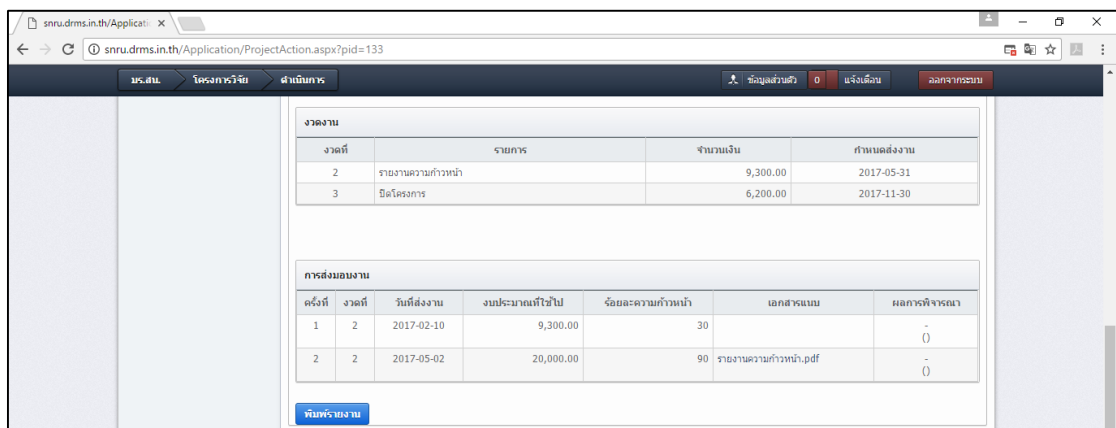 snru.drms.in.th/Applicatio
snru.drms.in.th/Application/ProjectAction.aspx?pid=133
มร.สน. โครงการวิจัย ดำเนินการ ข้อมูลส่วนตัว 0 แจ้งเตือน ออกจากระบบ
งวดงาน
งวดที่ รายการ จำนวนเงิน กำหนดส่งงาน
2 รายงานความก้าวหน้า 9,300.00 2017-05-31
3 ปิดโครงการ 6,200.00 2017-11-30
การส่งมอบงาน
ครั้งที่ งวดที่ วันที่ส่งงาน งบประมาณที่ใช้ไป ร้อยละความก้าวหน้า เอกสารแนบ ผลการพิจารณา
1 2 2017-02-10 9,300.00 30 -
()
2 2 2017-05-02 20,000.00 90 รายงานความก้าวหน้า.pdf -
()
พิมพ์รายงาน